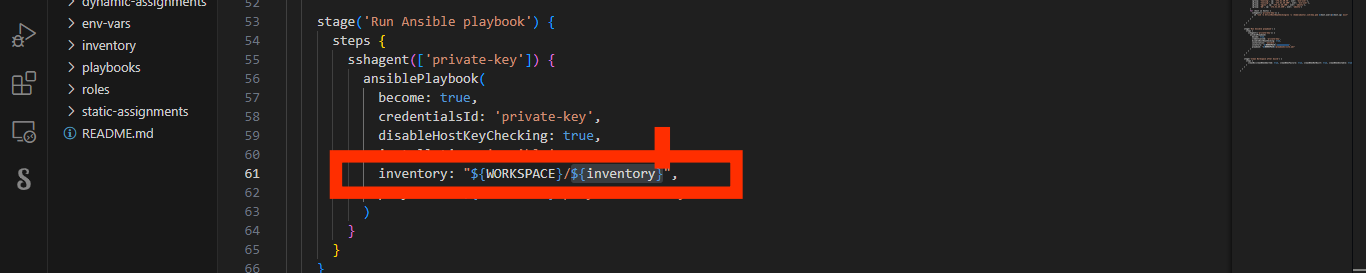 dynamic-assignments
env-vars
inventory
playbooks
roles
static-assignments
README.md
52
53 stage('Run Ansible playbook') {
54 steps {
55 sshagent(['private-key']) {
56 ansiblePlaybook(
57 become: true,
58 credentialsId: 'private-key',
59 disableHostKeyChecking: true,
60
61 inventory: "${WORKSPACE}/${inventory}",
62
63 )
64 }
65 }
66 }